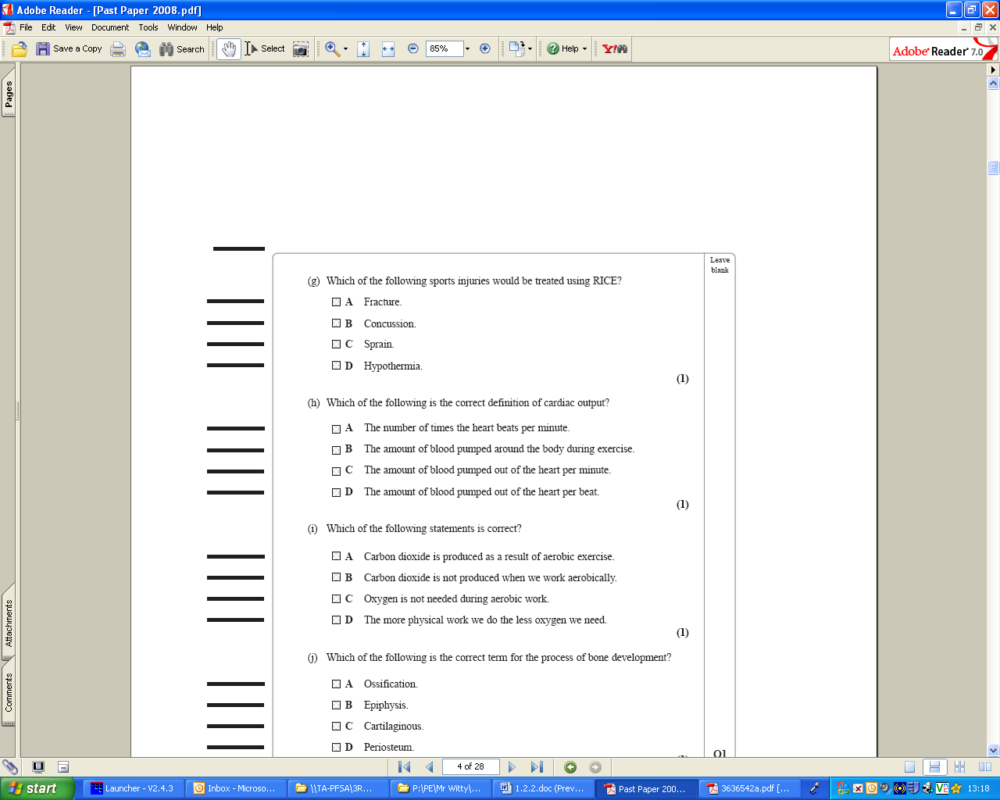 Adobe Reader - [Past Paper 2008.pdf]
File Edit View Document Tools Window Help
Save a Copy Search Select 85% Help Y!
Adobe Reader 7.0
Pages
Leave
blank
(g) Which of the following sports injuries would be treated using RICE?
A Fracture.
B Concussion.
C Sprain.
D Hypothermia.
(1)
(h) Which of the following is the correct definition of cardiac output?
A The number of times the heart beats per minute.
B The amount of blood pumped around the body during exercise.
C The amount of blood pumped out of the heart per minute.
D The amount of blood pumped out of the heart per beat.
(1)
(i) Which of the following statements is correct?
A Carbon dioxide is produced as a result of aerobic exercise.
B Carbon dioxide is not produced when we work aerobically.
C Oxygen is not needed during aerobic work.
D The more physical work we do the less oxygen we need.
(1)
(j) Which of the following is the correct term for the process of bone development?
A Ossification.
B Epiphysis.
C Cartilaginous.
D Periosteum.
Q1
Attachments
Comments
4 of 28
start Launcher - V2.4.3 Inbox - Microso... \\TA-PFSA\3R... P:\PE\Mr Witty\... 1.2.2.doc (Prev... Past Paper 200... 3636542a.pdf [... 13:18